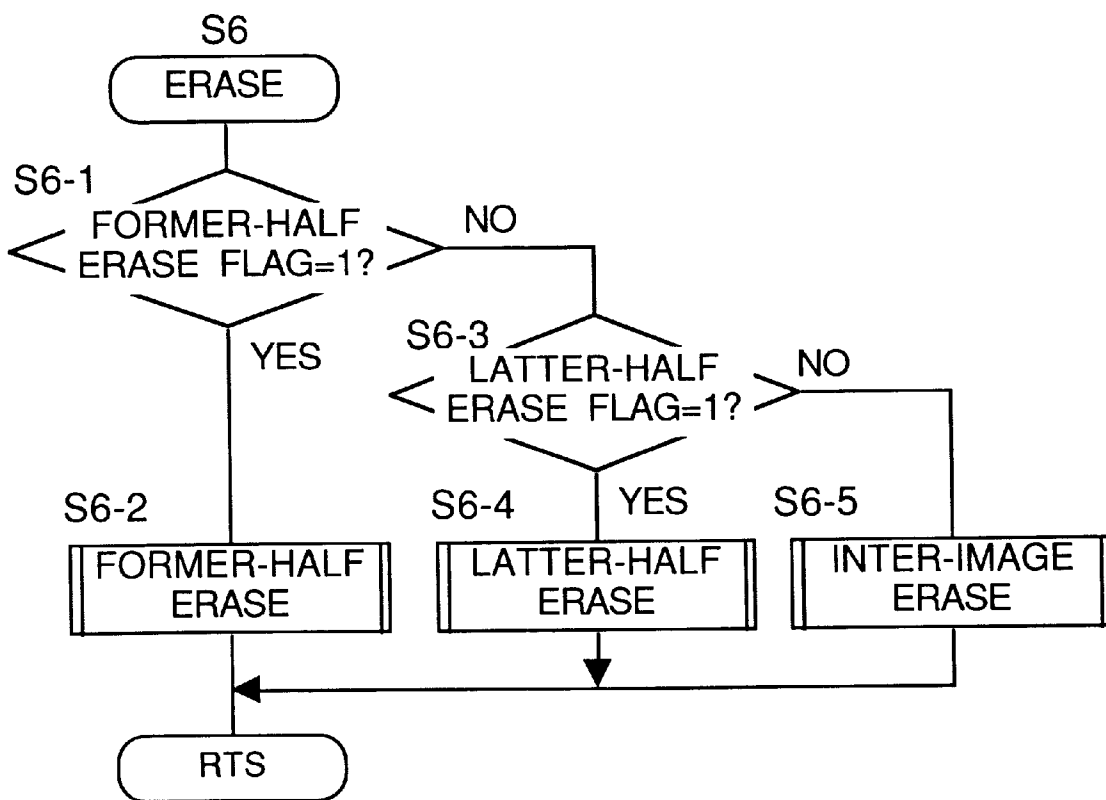 S6
ERASE
S6-1
FORMER-HALF
ERASE FLAG=1?
NO
YES
S6-3
LATTER-HALF
ERASE FLAG=1?
NO
YES
S6-2
FORMER-HALF
ERASE
S6-4
LATTER-HALF
ERASE
S6-5
INTER-IMAGE
ERASE
RTS